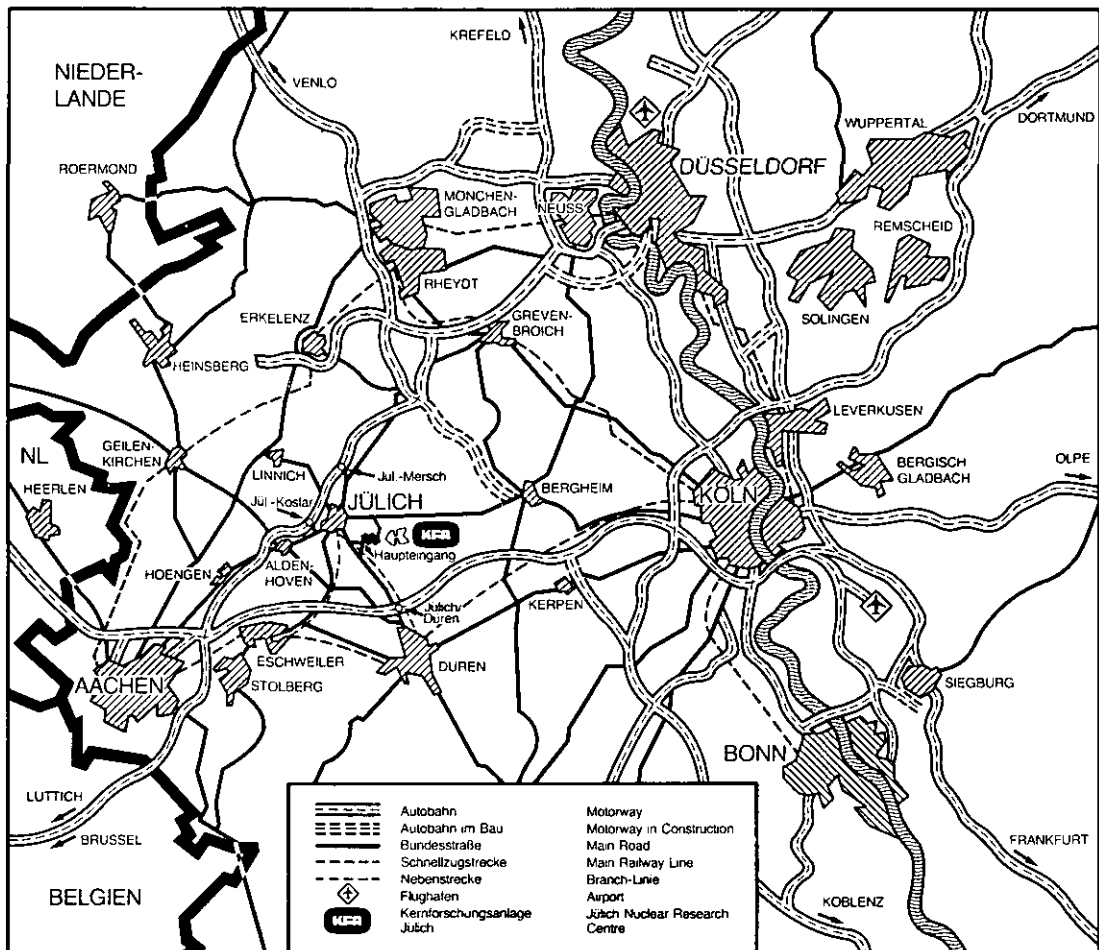 KREFELD
NIEDER-
LANDE
VENLO
DORTMUND
WUPPERTAL
ROERMOND
DÜSSELDORF
MÖNCHEN-
GLADBACH
NEUSS
REMSCHEID
RHEYDT
SOLINGEN
ERKELENZ
GREVEN-
BROICH
HEINSBERG
LEVERKUSEN
GEILEN-
KIRCHEN
NL
LINNICH
Jul.-Mersch
BERGISCH
GLADBACH
OLPE
HEERLEN
Jül-Koslar
JÜLICH
BERGHEIM
KÖLN
KFA
Haupteingang
HOENGEN
ALDEN-
HOVEN
Jülich/
Düren
KERPEN
ESCHWEILER
DÜREN
AACHEN
STOLBERG
SIEGBURG
BONN
LUTTICH
BRUSSEL
FRANKFURT
BELGIEN
KOBLENZ
Autobahn Motorway
Autobahn im Bau Motorway in Construction
Bundesstraße Main Road
Schnellzugstrecke Main Railway Line
Nebenstrecke Branch-Linie
Flughafen Airport
KFA Kernforschungsanlage Jülich Nuclear Research
Jülich Centre